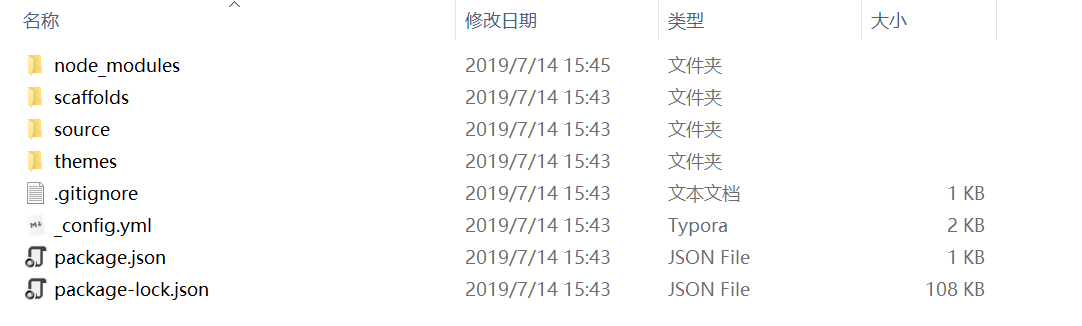 名称 修改日期 类型 大小
node_modules 2019/7/14 15:45 文件夹
scaffolds 2019/7/14 15:43 文件夹
source 2019/7/14 15:43 文件夹
themes 2019/7/14 15:43 文件夹
.gitignore 2019/7/14 15:43 文本文档 1 KB
_config.yml 2019/7/14 15:43 Typora 2 KB
package.json 2019/7/14 15:43 JSON File 1 KB
package-lock.json 2019/7/14 15:43 JSON File 108 KB